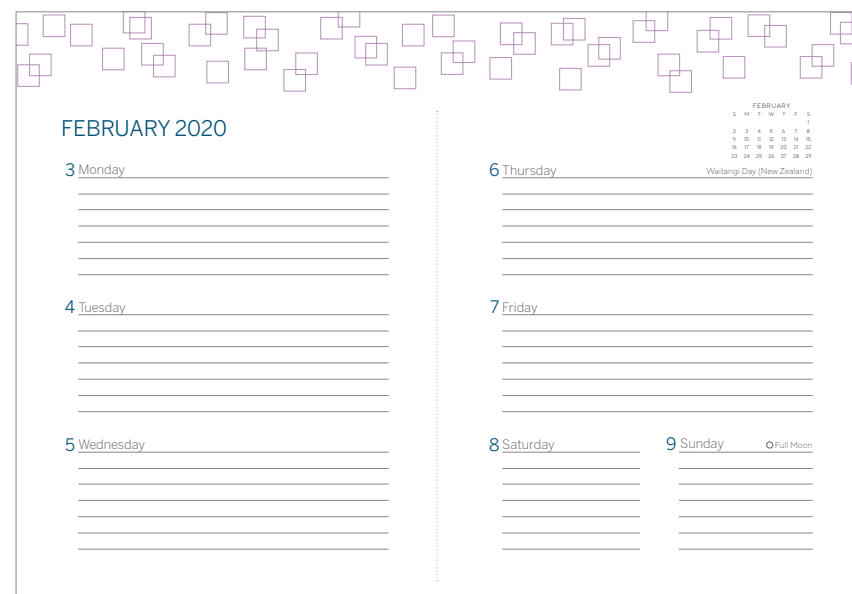 FEBRUARY 2020
3 Monday
4 Tuesday
5 Wednesday
FEBRUARY
S M T W T F S
1
2 3 4 5 6 7 8
9 10 11 12 13 14 15
16 17 18 19 20 21 22
23 24 25 26 27 28 29
6 Thursday Waitangi Day (New Zealand)
7 Friday
8 Saturday
9 Sunday Full Moon